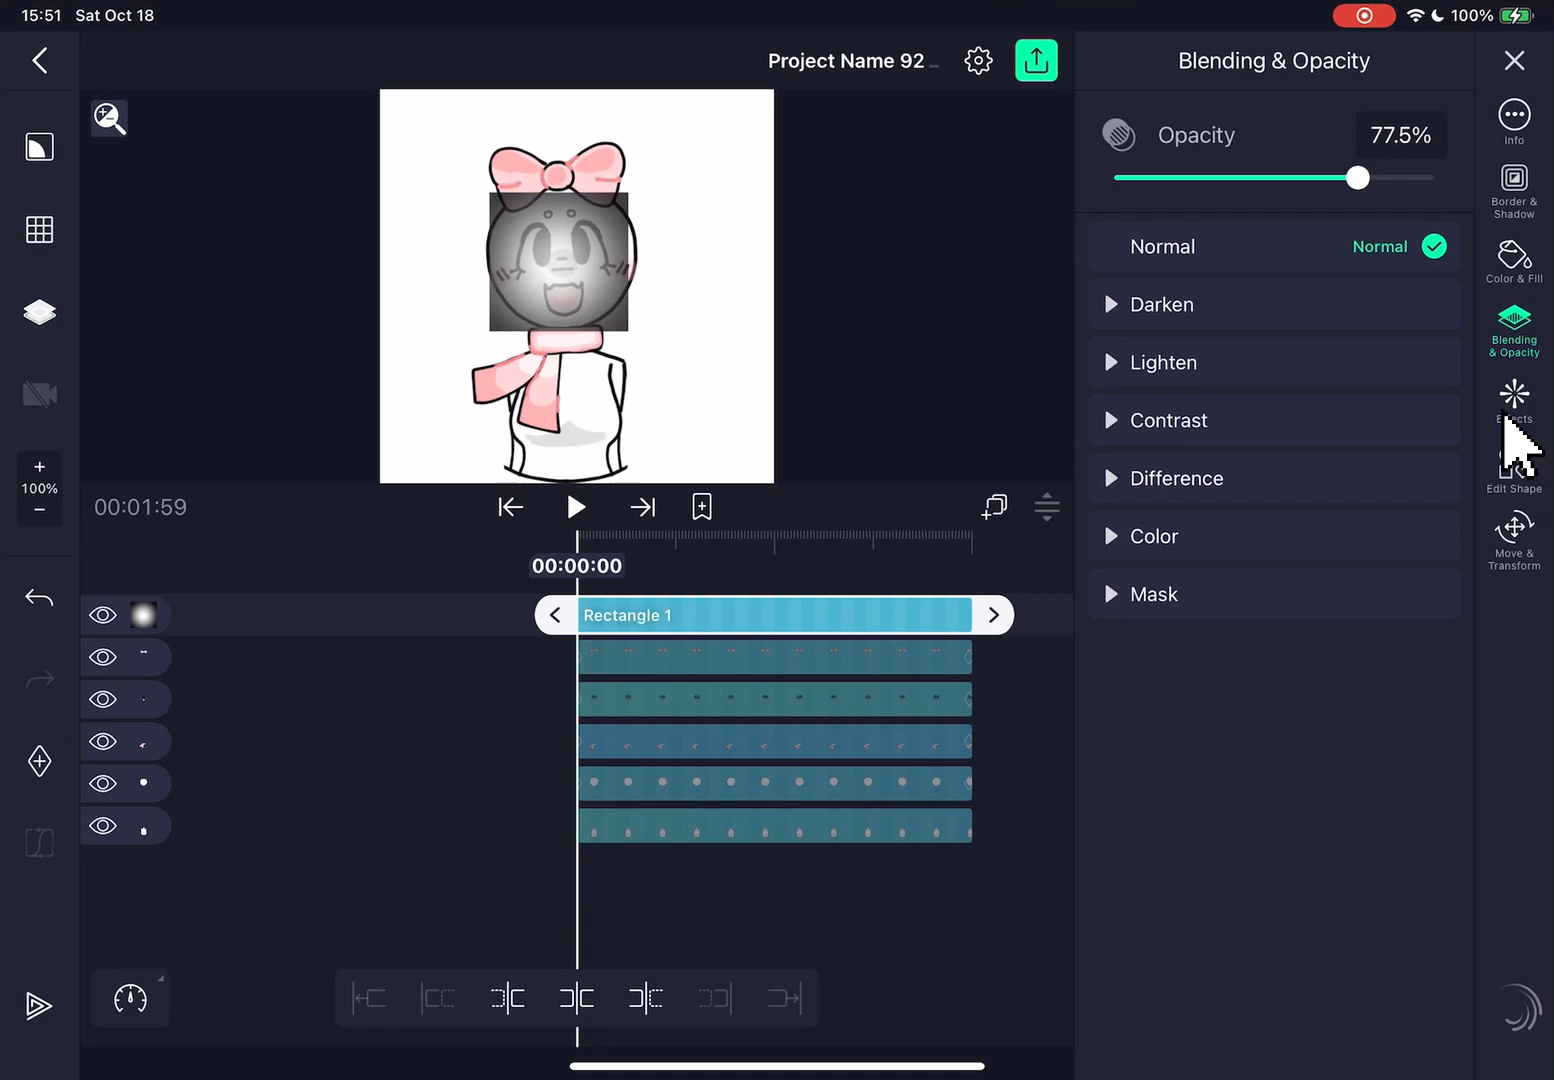 15:51 Sat Oct 18
100%
Project Name 92
Blending & Opacity
Info
Opacity
77.5%
Border &
Shadow
Normal
Normal
Color & Fill
Darken
Blending
& Opacity
Lighten
Contrast
Difference
Edit Shape
+
100%
−
00:01:59
Color
Move &
Transform
00:00:00
Mask
Rectangle 1